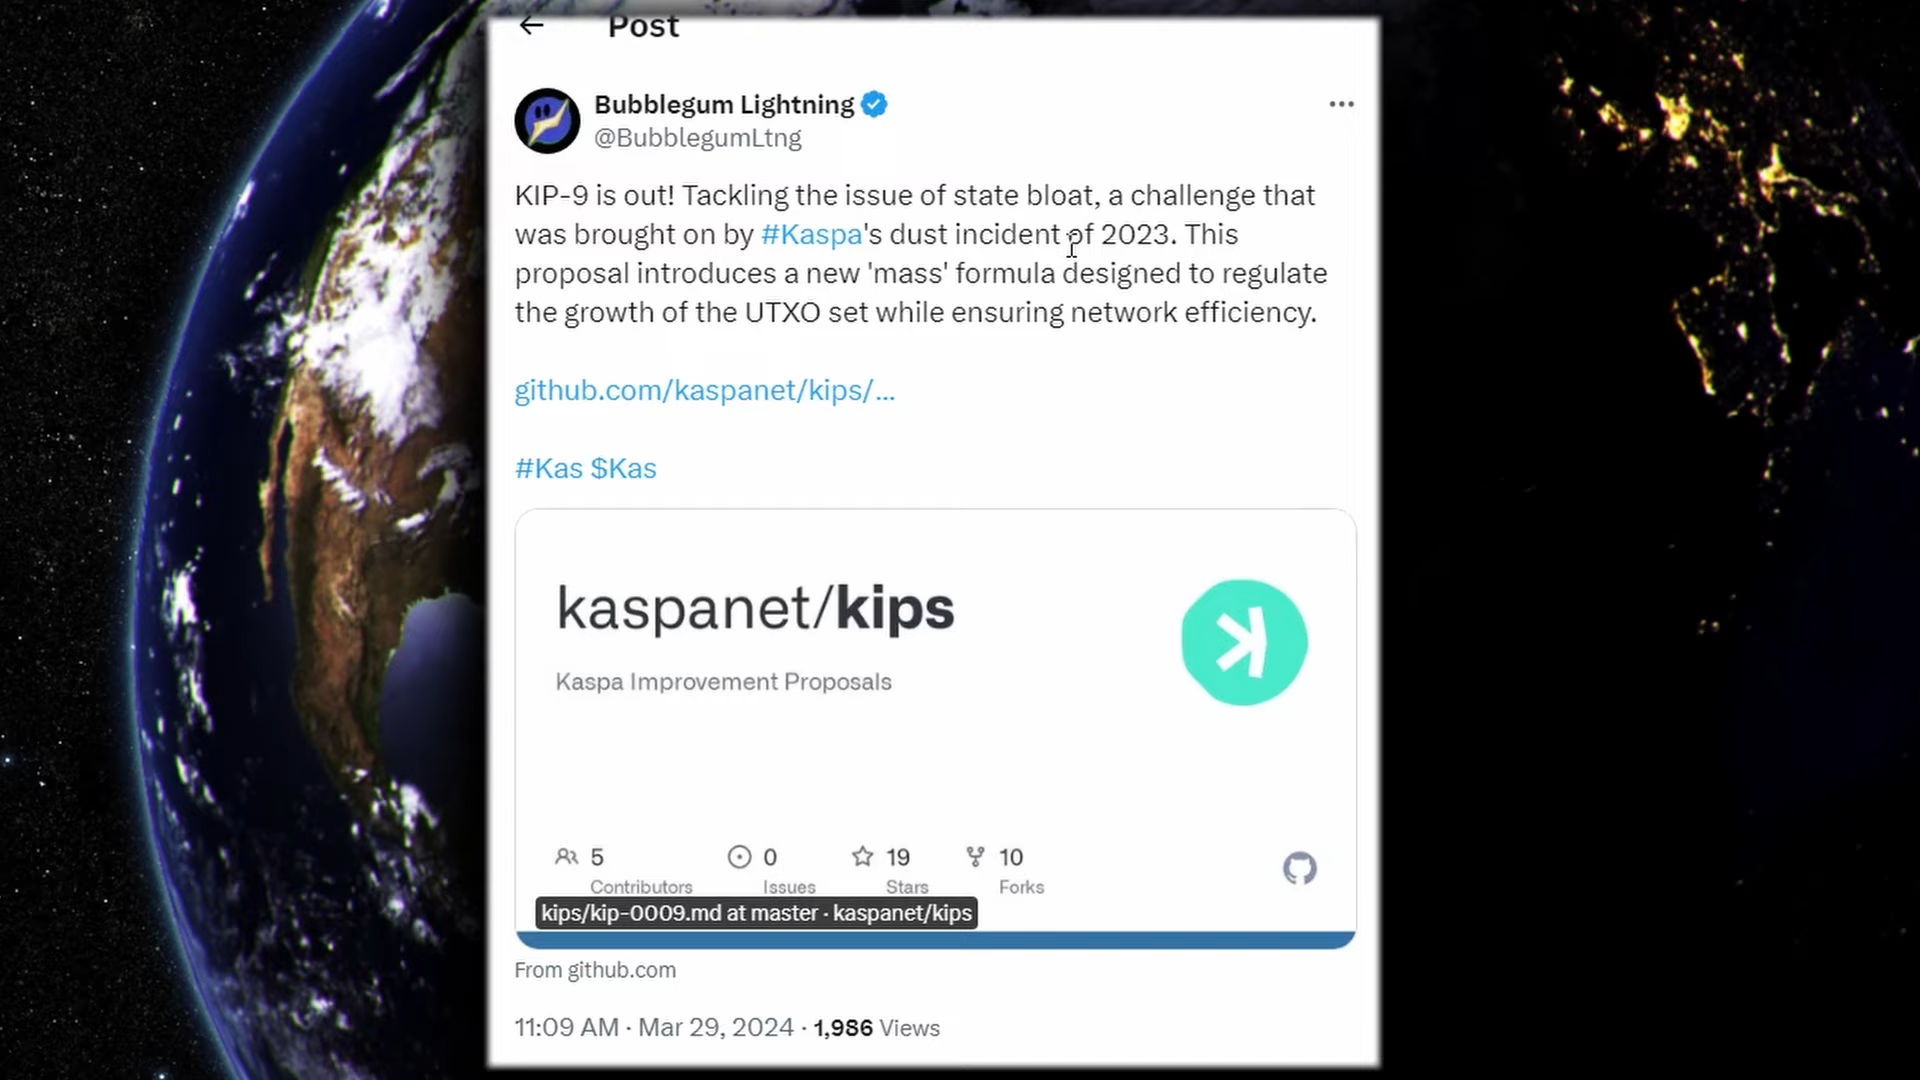 Post
Bubblegum Lightning
@BubblegumLtng
KIP-9 is out! Tackling the issue of state bloat, a challenge that
was brought on by #Kaspa's dust incident of 2023. This
proposal introduces a new 'mass' formula designed to regulate
the growth of the UTXO set while ensuring network efficiency.
github.com/kaspanet/kips/...
#Kas $Kas
kaspanet/kips
Kaspa Improvement Proposals
5 0 19 10
Contributors Issues Stars Forks
kips/kip-0009.md at master · kaspanet/kips
From github.com
11:09 AM · Mar 29, 2024 · 1,986 Views